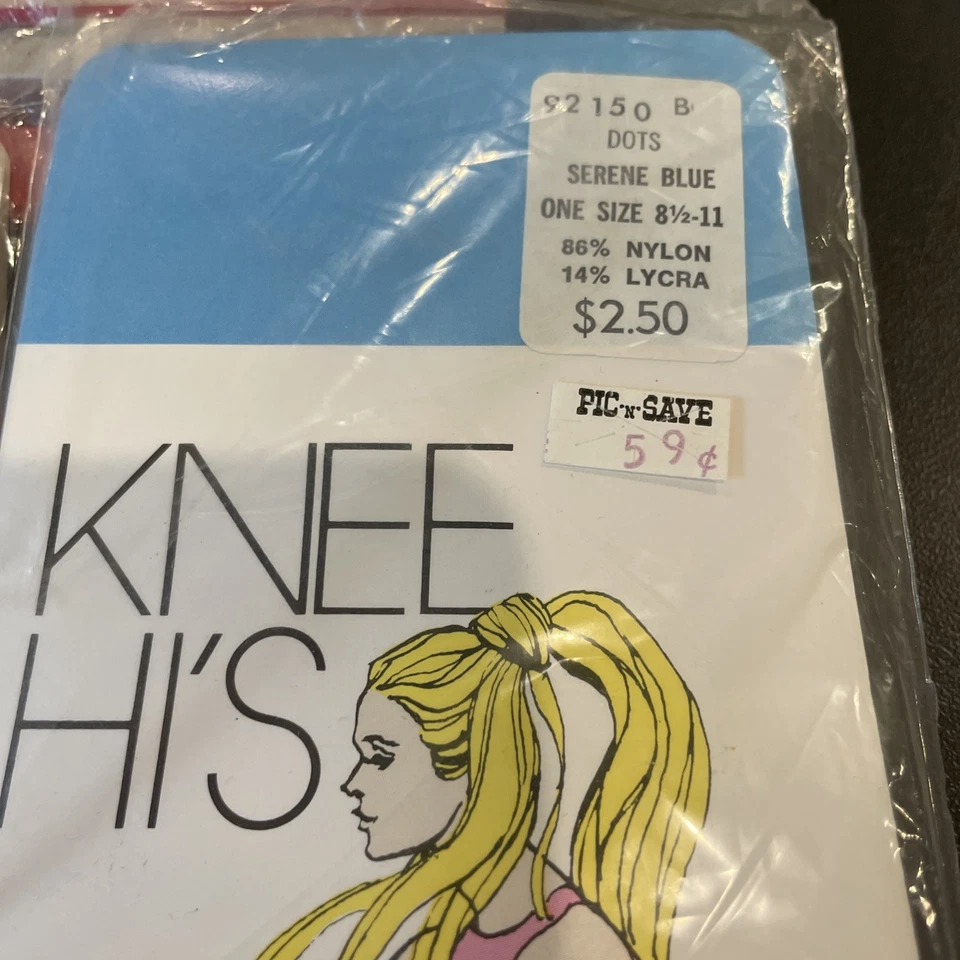 92150 B
DOTS
SERENE BLUE
ONE SIZE 8½-11
86% NYLON
14% LYCRA
$2.50
PIC-'N'-SAVE
59¢
KNEE
HI'S